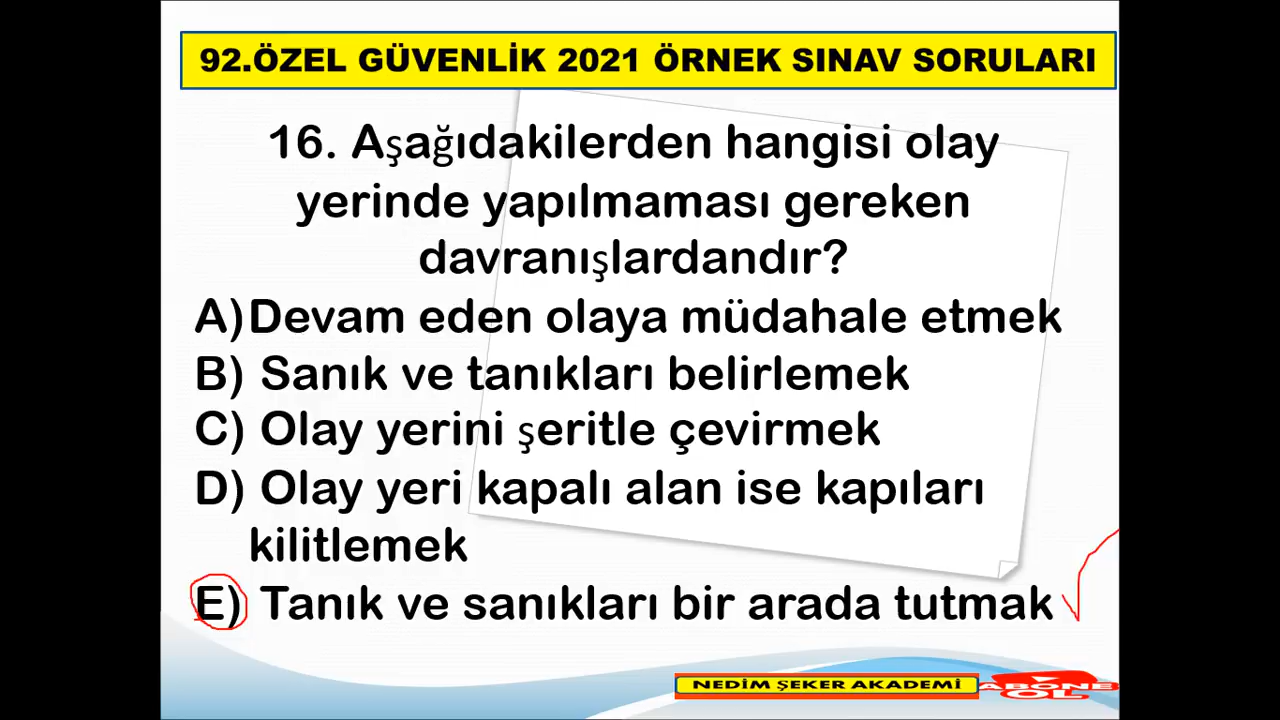 92.ÖZEL GÜVENLİK 2021 ÖRNEK SINAV SORULARI
16. Aşağıdakilerden hangisi olay
yerinde yapılmaması gereken
davranışlardandır?
A)Devam eden olaya müdahale etmek
B) Sanık ve tanıkları belirlemek
C) Olay yerini şeritle çevirmek
D) Olay yeri kapalı alan ise kapıları
kilitlemek
E) Tanık ve sanıkları bir arada tutmak
NEDİM ŞEKER AKADEMİ
ABONE
OL